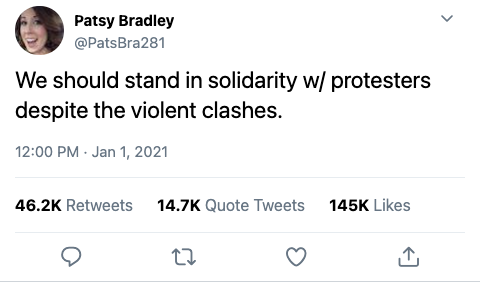 Patsy Bradley
@PatsBra281
We should stand in solidarity w/ protesters
despite the violent clashes.
12:00 PM · Jan 1, 2021
46.2K Retweets 14.7K Quote Tweets 145K Likes